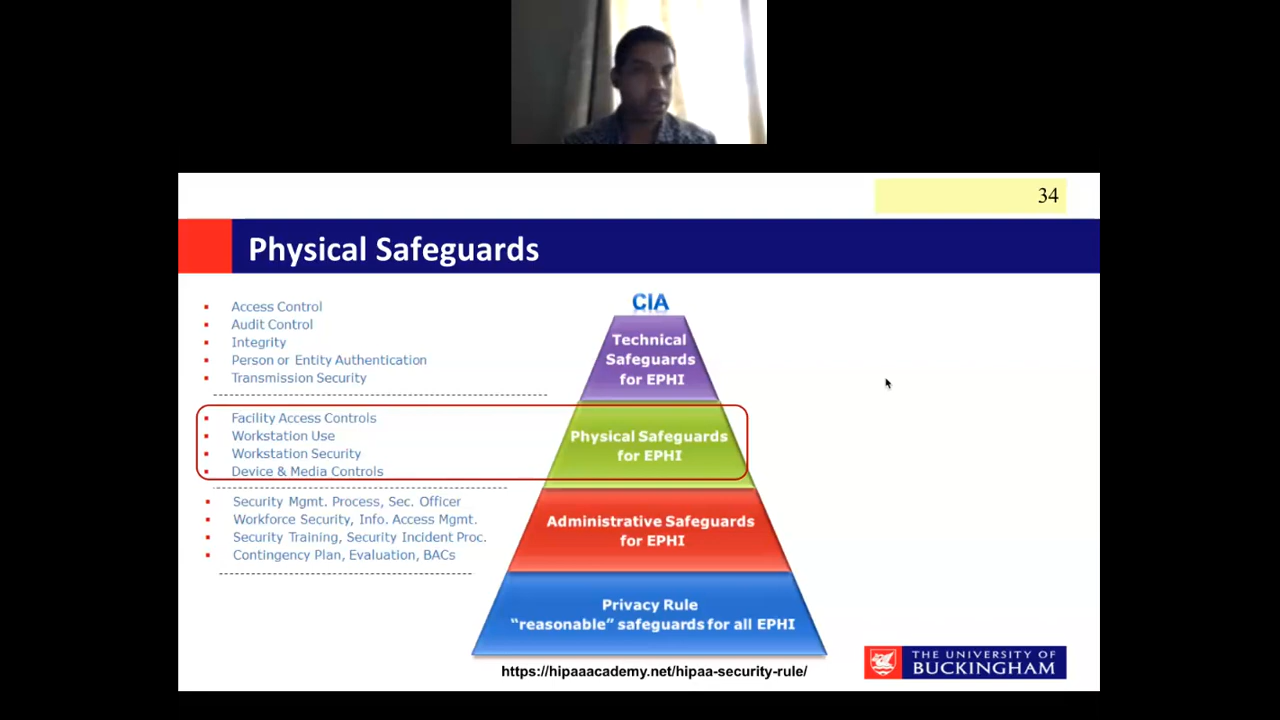 34
Physical Safeguards
Access Control
Audit Control
Integrity
Person or Entity Authentication
Transmission Security
Facility Access Controls
Workstation Use
Workstation Security
Device & Media Controls
Security Mgmt. Process, Sec. Officer
Workforce Security, Info. Access Mgmt.
Security Training, Security Incident Proc.
Contingency Plan, Evaluation, BACs
CIA
Technical
Safeguards
for EPHI
Physical Safeguards
for EPHI
Administrative Safeguards
for EPHI
Privacy Rule
“reasonable” safeguards for all EPHI
https://hipaaacademy.net/hipaa-security-rule/
THE UNIVERSITY OF
BUCKINGHAM